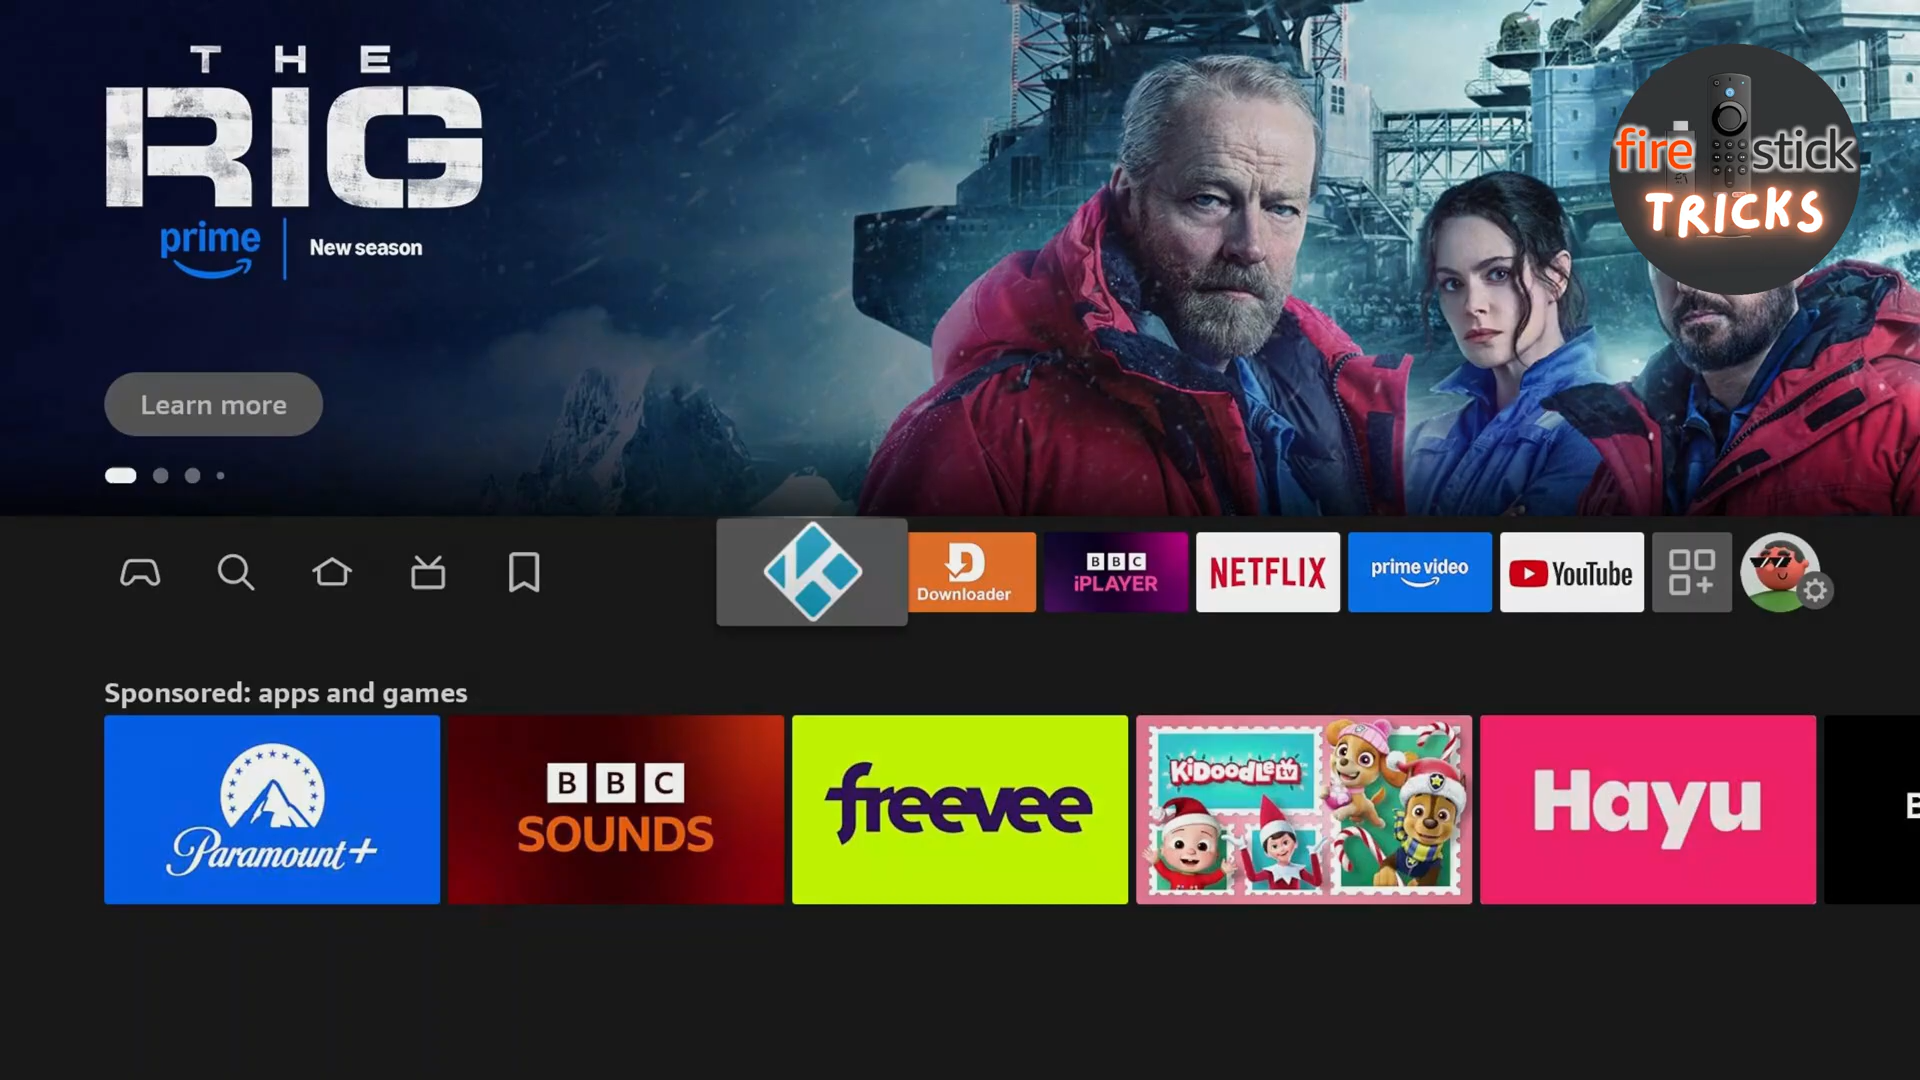 THE
RIG
prime
New season
fire stick
TRICKS
Learn more
Downloader
BBC
iPLAYER
NETFLIX
prime video
YouTube
Sponsored: apps and games
Paramount+
BBC
SOUNDS
freevee
KiDoodle tv
Hayu
B